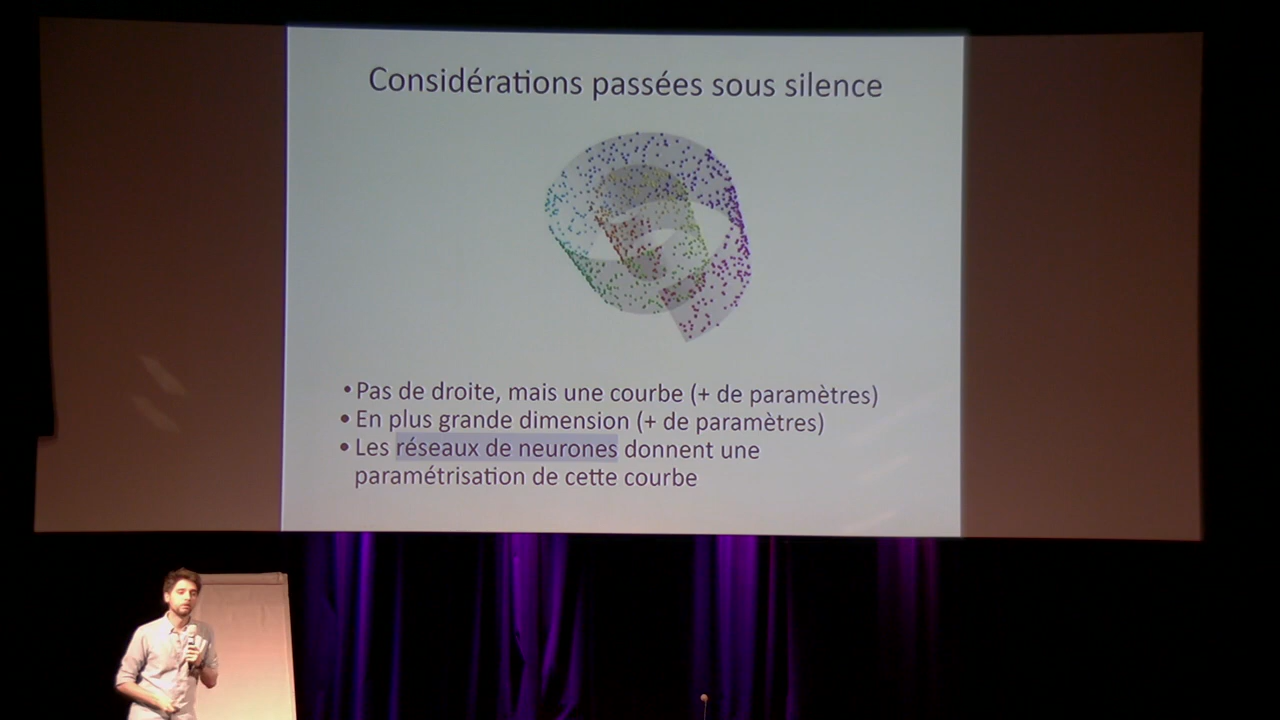 Considérations passées sous silence
• Pas de droite, mais une courbe (+ de paramètres)
• En plus grande dimension (+ de paramètres)
• Les réseaux de neurones donnent une
paramétrisation de cette courbe